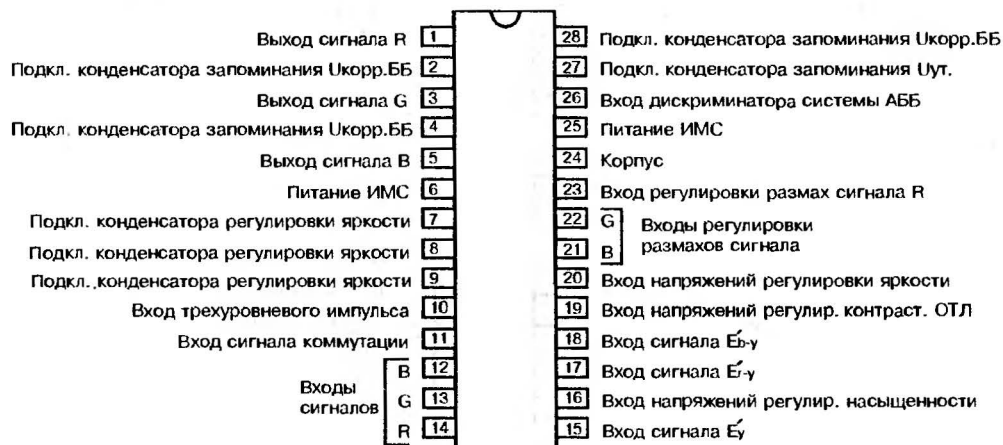 Выход сигнала R 1
Подкл. конденсатора запоминания Uкорр.ББ 2
Выход сигнала G 3
Подкл. конденсатора запоминания Uкорр.ББ 4
Выход сигнала B 5
Питание ИМС 6
Подкл. конденсатора регулировки яркости 7
Подкл. конденсатора регулировки яркости 8
Подкл. конденсатора регулировки яркости 9
Вход трехуровневого импульса 10
Вход сигнала коммутации 11
Входы
сигналов
B 12
G 13
R 14
28 Подкл. конденсатора запоминания Uкорр.ББ
27 Подкл. конденсатора запоминания Uут.
26 Вход дискриминатора системы АББ
25 Питание ИМС
24 Корпус
23 Вход регулировки размах сигнала R
22 G
21 B
Входы регулировки
размахов сигнала
20 Вход напряжений регулировки яркости
19 Вход напряжений регулир. контраст. ОТЛ
18 Вход сигнала E′b-y
17 Вход сигнала E′r-y
16 Вход напряжений регулир. насыщенности
15 Вход сигнала E′y